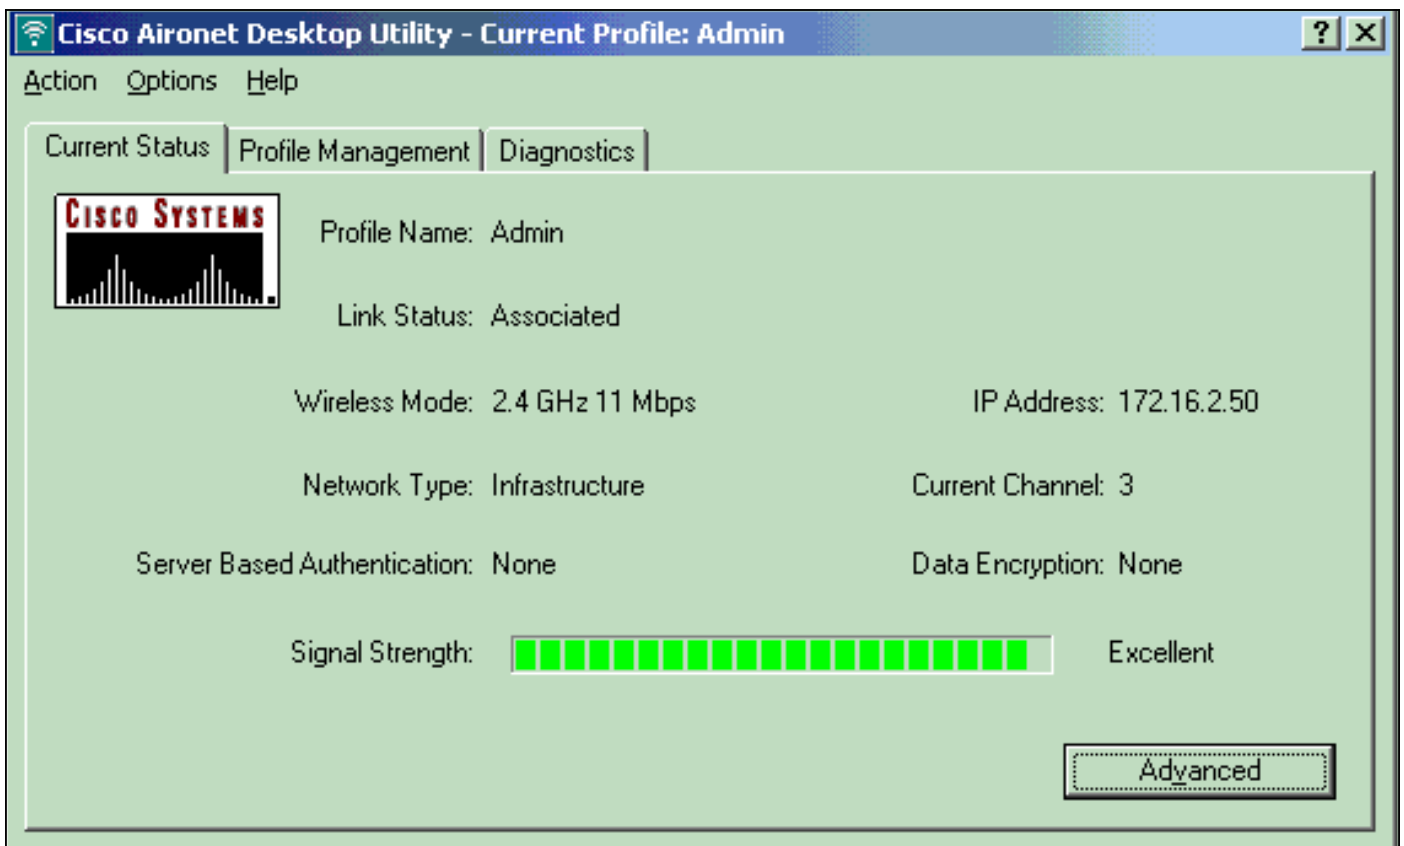 Cisco Aironet Desktop Utility - Current Profile: Admin
Action Options Help
Current Status Profile Management Diagnostics
CISCO SYSTEMS
Profile Name: Admin
Link Status: Associated
Wireless Mode: 2.4 GHz 11 Mbps IP Address: 172.16.2.50
Network Type: Infrastructure Current Channel: 3
Server Based Authentication: None Data Encryption: None
Signal Strength: Excellent
Advanced